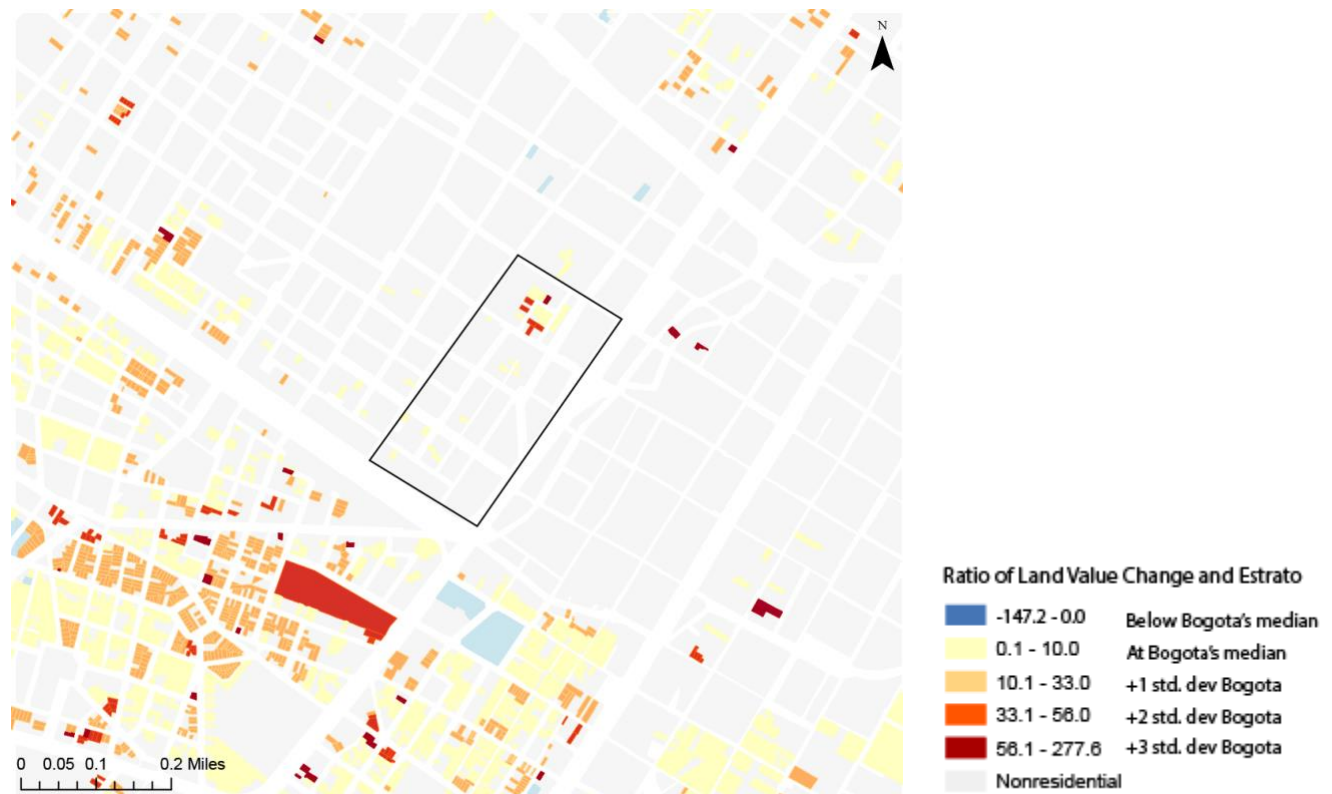 N
0 0.05 0.1 0.2 Miles
Ratio of Land Value Change and Estrato
-147.2 - 0.0 Below Bogota's median
0.1 - 10.0 At Bogota's median
10.1 - 33.0 +1 std. dev Bogota
33.1 - 56.0 +2 std. dev Bogota
56.1 - 277.6 +3 std. dev Bogota
Nonresidential